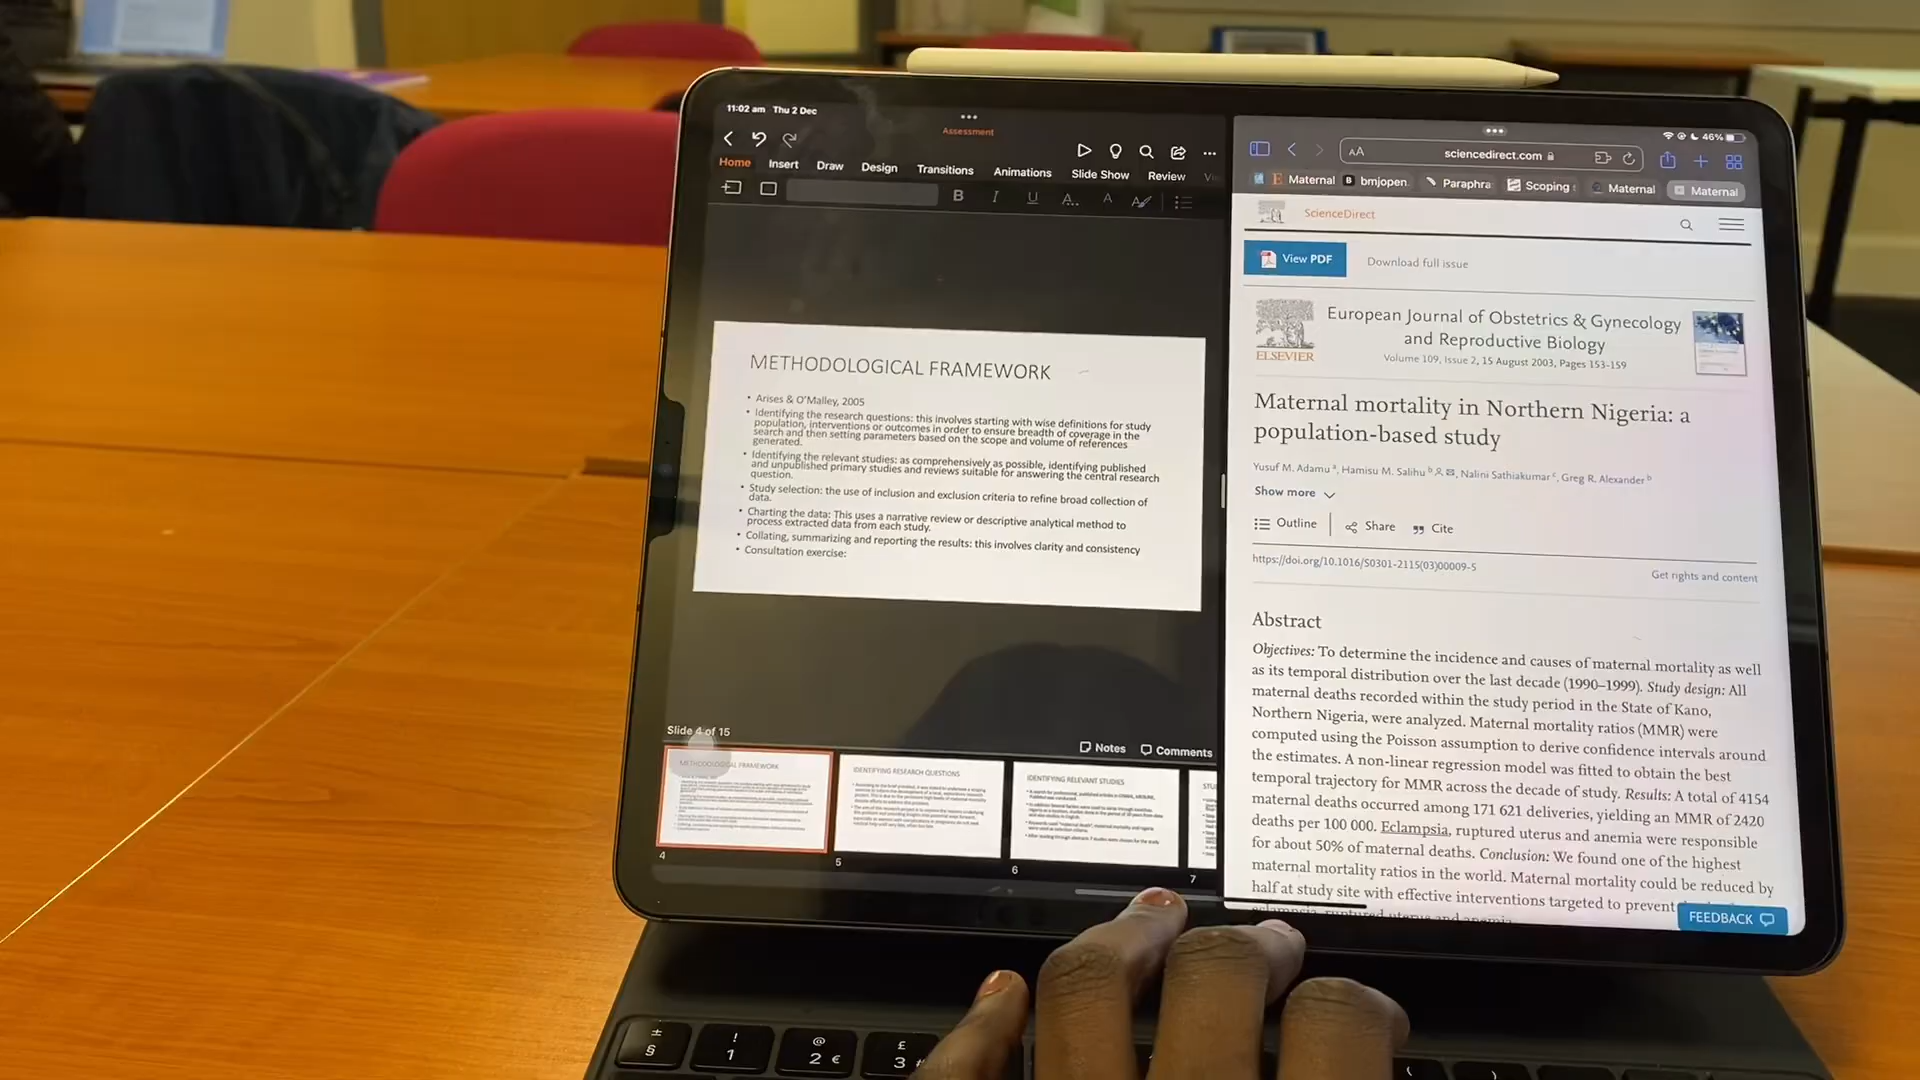 11:02 am Thu 2 Dec
Assessment
Home Insert Draw Design Transitions Animations Slide Show Review
METHODOLOGICAL FRAMEWORK
• Arises & O'Malley, 2005
• Identifying the research questions: this involves starting with wise definitions for study
population, interventions or outcomes in order to ensure breadth of coverage in the
search and then setting parameters based on the scope and volume of references
generated.
• Identifying the relevant studies: as comprehensively as possible, identifying published
and unpublished primary studies and reviews suitable for answering the central research
question.
• Study selection: the use of inclusion and exclusion criteria to refine broad collection of
data.
• Charting the data: This uses a narrative review or descriptive analytical method to
process extracted data from each study.
• Collating, summarizing and reporting the results: this involves clarity and consistency
• Consultation exercise:
Slide 4 of 15
Notes Comments
METHODOLOGICAL FRAMEWORK
IDENTIFYING RESEARCH QUESTIONS
IDENTIFYING RELEVANT STUDIES
4
5
6
7
46%
AA sciencedirect.com
Maternal bmjopen. Paraphra Scoping Maternal Maternal
ScienceDirect
View PDF Download full issue
ELSEVIER
European Journal of Obstetrics & Gynecology
and Reproductive Biology
Volume 109, Issue 2, 15 August 2003, Pages 153-159
Maternal mortality in Northern Nigeria: a
population-based study
Yusuf M. Adamu a, Hamisu M. Salihu b, Nalini Sathiakumar c, Greg R. Alexander b
Show more
Outline Share Cite
https://doi.org/10.1016/S0301-2115(03)00009-5
Get rights and content
Abstract
Objectives: To determine the incidence and causes of maternal mortality as well
as its temporal distribution over the last decade (1990–1999). Study design: All
maternal deaths recorded within the study period in the State of Kano,
Northern Nigeria, were analyzed. Maternal mortality ratios (MMR) were
computed using the Poisson assumption to derive confidence intervals around
the estimates. A non-linear regression model was fitted to obtain the best
temporal trajectory for MMR across the decade of study. Results: A total of 4154
maternal deaths occurred among 171 621 deliveries, yielding an MMR of 2420
deaths per 100 000. Eclampsia, ruptured uterus and anemia were responsible
for about 50% of maternal deaths. Conclusion: We found one of the highest
maternal mortality ratios in the world. Maternal mortality could be reduced by
half at study site with effective interventions targeted to prevent
eclampsia, ruptured uterus and anemia.
FEEDBACK
± § ! 1 @ 2 € £ 3 #